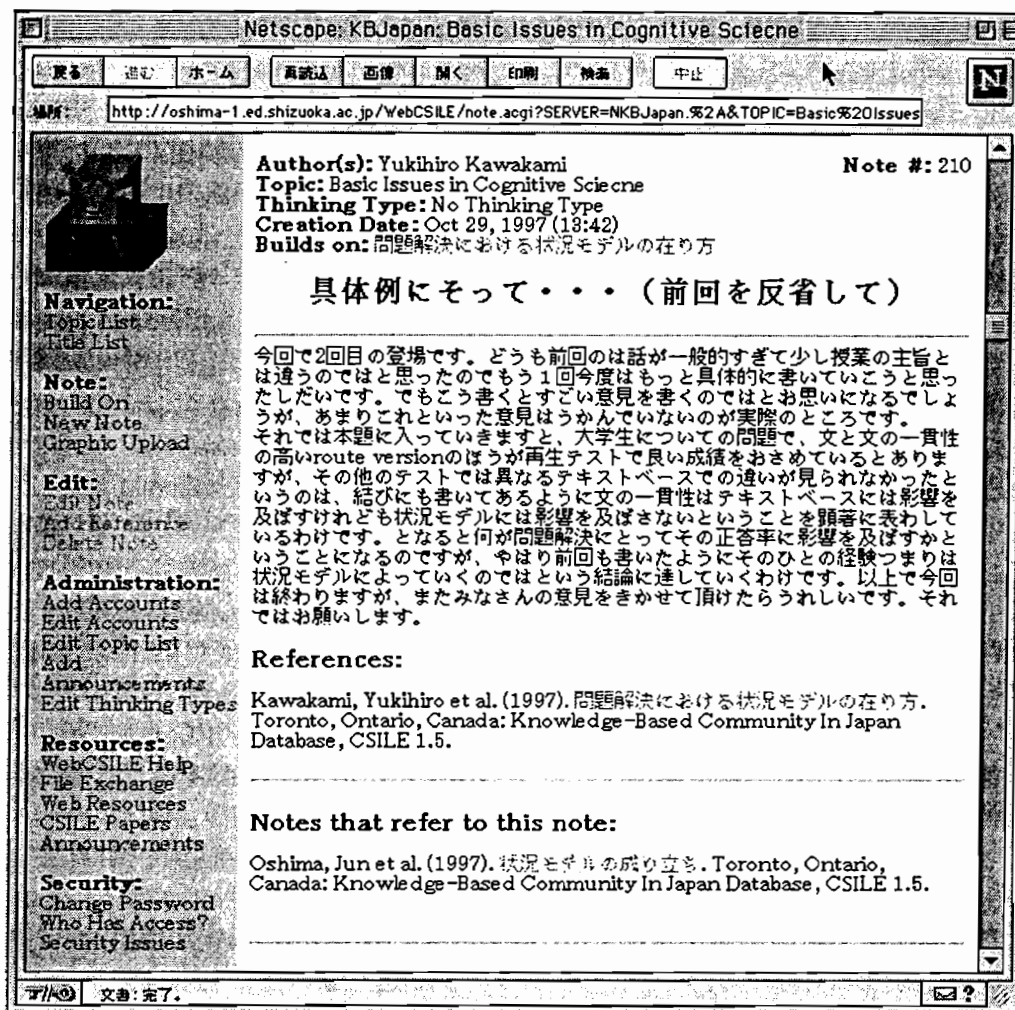 Netscape: KBJapan: Basic Issues in Cognitive Sciecne
戻る 進む ホーム 再読込 画像 開く 印刷 検索 中止
N
場所: http://oshima-1.ed.shizuoka.ac.jp/WebCSILE/note.acgi?SERVER=NKBJapan.%2A&TOPIC=Basic%20Issues
Author(s): Yukihiro Kawakami Note #: 210
Topic: Basic Issues in Cognitive Sciecne
Thinking Type: No Thinking Type
Creation Date: Oct 29, 1997 (13:42)
Builds on: 問題解決における状況モデルの在り方
具体例にそって・・・（前回を反省して）
今回で2回目の登場です。どうも前回のは話が一般的すぎて少し授業の主旨と
は違うのではと思ったのでもう１回今度はもっと具体的に書いていこうと思っ
たしだいです。でもこう書くとすごい意見を書くのではとお思いになるでしょ
うが、あまりこれといった意見はうかんでいないのが実際のところです。
それでは本題に入っていきますと、大学生についての問題で、文と文の一貫性
の高いroute versionのほうが再生テストで良い成績をおさめているとありま
すが、その他のテストでは異なるテキストベースでの違いが見られなかったと
いうのは、結びにも書いてあるように文の一貫性はテキストベースには影響を
及ぼすけれども状況モデルには影響を及ぼさないということを顕著に表わして
いるわけです。となると何が問題解決にとってその正答率に影響を及ぼすかと
いうことになるのですが、やはり前回も書いたようにそのひとの経験つまりは
状況モデルによっていくのではという結論に達していくわけです。以上で今回
は終わりますが、またみなさんの意見をきかせて頂けたらうれしいです。それ
ではお願いします。
References:
Kawakami, Yukihiro et al. (1997). 問題解決における状況モデルの在り方.
Toronto, Ontario, Canada: Knowledge-Based Community In Japan
Database, CSILE 1.5.
Notes that refer to this note:
Oshima, Jun et al. (1997). 状況モデルの成り立ち. Toronto, Ontario,
Canada: Knowledge-Based Community In Japan Database, CSILE 1.5.
Navigation:
Topic List
Title List
Note:
Build On
New Note
Graphic Upload
Edit:
Edit Note
Add Reference
Delete Note
Administration:
Add Accounts
Edit Accounts
Edit Topic List
Add
Announcements
Edit Thinking Types
Resources:
WebCSILE Help
File Exchange
Web Resources
CSILE Papers
Announcements
Security:
Change Password
Who Has Access?
Security Issues
文書: 完了.
?